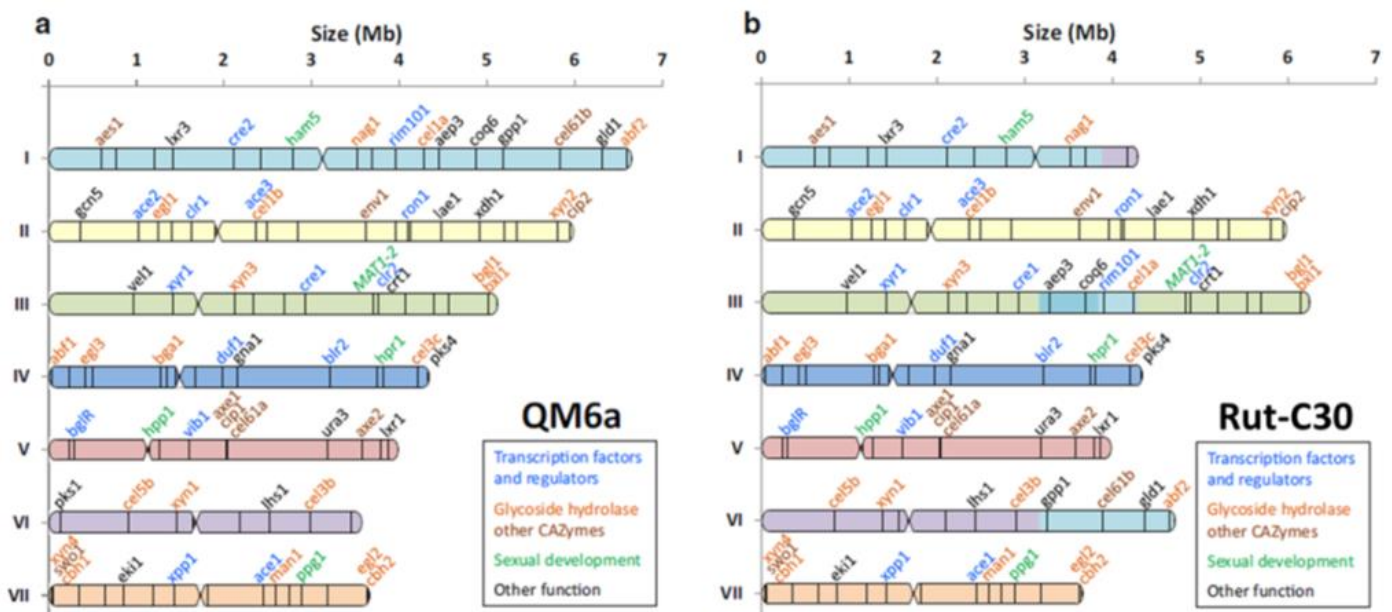 a
Size (Mb)
0 1 2 3 4 5 6 7
aes1 lxr3 cre2 ham5 nag1 rim101 cel1a aep3 coq6 gpp1 cel61b gld1 abf2
I
gcn5 ace2 egl1 clr1 ace3 cel1b env1 ron1 lae1 xdh1 xyn2 cip2
II
vel1 xyr1 xyn3 cre1 MAT1-2 clr2 crt1 bgl1 bxl1
III
abf1 egl3 bga1 duf1 gna1 blr2 hpr1 cel3c pks4
IV
bglR hpp1 vib1 axe1 cip1 cel61a ura3 axe2 lxr1
V
pks1 cel5b xyn1 lhs1 cel3b
VI
xyn4 swo1 cbh1 eki1 xpp1 ace1 man1 ppg1 egl2 cbh2
VII
QM6a
Transcription factors
and regulators
Glycoside hydrolase
other CAZymes
Sexual development
Other function
b
Size (Mb)
0 1 2 3 4 5 6 7
aes1 lxr3 cre2 ham5 nag1
I
gcn5 ace2 egl1 clr1 ace3 cel1b env1 ron1 lae1 xdh1 xyn2 cip2
II
vel1 xyr1 xyn3 cre1 aep3 coq6 rim101 cel1a MAT1-2 clr2 crt1 bgl1 bxl1
III
abf1 egl3 bga1 duf1 gna1 blr2 hpr1 cel3c pks4
IV
bglR hpp1 vib1 axe1 cip1 cel61a ura3 axe2 lxr1
V
cel5b xyn1 lhs1 cel3b gpp1 cel61b gld1 abf2
VI
xyn4 swo1 cbh1 eki1 xpp1 ace1 man1 ppg1 egl2 cbh2
VII
Rut-C30
Transcription factors
and regulators
Glycoside hydrolase
other CAZymes
Sexual development
Other function